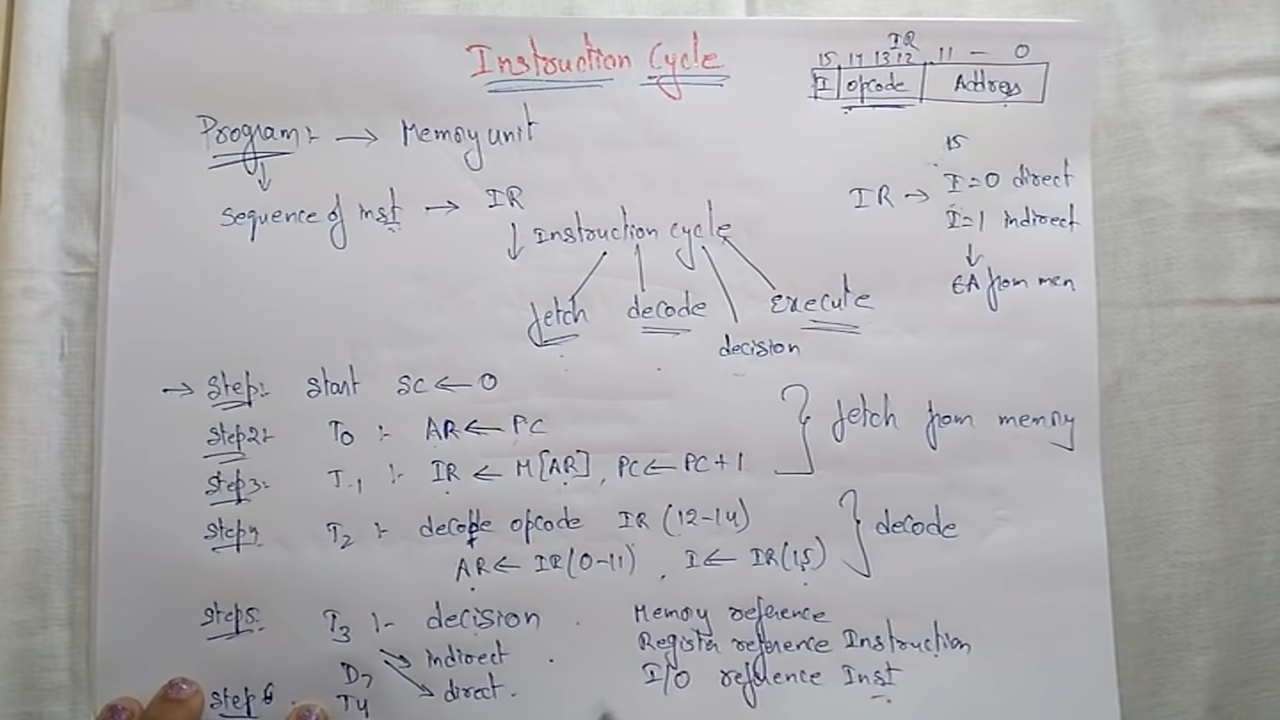 Instruction Cycle
IR
15 14 13 12 11 - 0
I opcode Address
Program:- → Memory unit
Sequence of inst → IR
↓ Instruction cycle
fetch decode execute
decision
15
IR → I=0 direct
I=1 indirect
↓
EA from mem
→ Step:- Start SC ← 0
Step2:- T0 :- AR ← PC
Step3:- T1 :- IR ← M[AR], PC ← PC+1
} fetch from memory
Step4 T2 :- decode opcode IR (12-14)
AR ← IR(0-11), I ← IR(15)
} decode
Step5: T3 :- decision
indirect
D7 direct.
Memory reference
Register reference Instruction
I/O reference Inst
Step6 T4